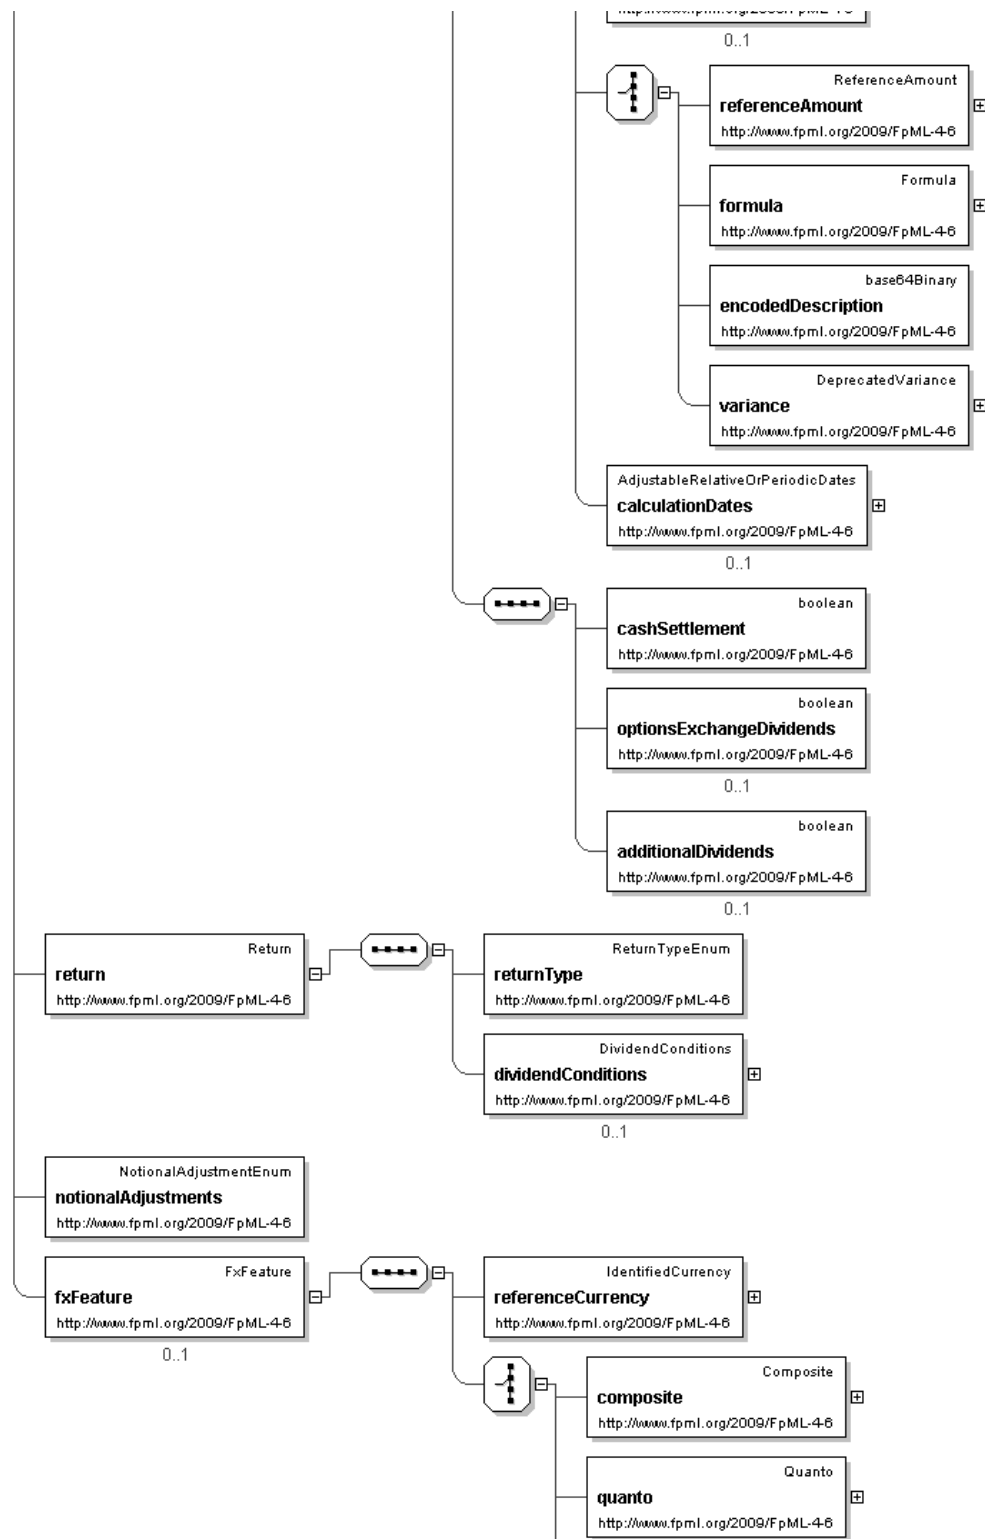 0..1
ReferenceAmount
referenceAmount
http://www.fpml.org/2009/FpML-4-6
Formula
formula
http://www.fpml.org/2009/FpML-4-6
base64Binary
encodedDescription
http://www.fpml.org/2009/FpML-4-6
DeprecatedVariance
variance
http://www.fpml.org/2009/FpML-4-6
AdjustableRelativeOrPeriodicDates
calculationDates
http://www.fpml.org/2009/FpML-4-6
0..1
boolean
cashSettlement
http://www.fpml.org/2009/FpML-4-6
boolean
optionsExchangeDividends
http://www.fpml.org/2009/FpML-4-6
0..1
boolean
additionalDividends
http://www.fpml.org/2009/FpML-4-6
0..1
Return
return
http://www.fpml.org/2009/FpML-4-6
ReturnTypeEnum
returnType
http://www.fpml.org/2009/FpML-4-6
DividendConditions
dividendConditions
http://www.fpml.org/2009/FpML-4-6
0..1
NotionalAdjustmentEnum
notionalAdjustments
http://www.fpml.org/2009/FpML-4-6
FxFeature
fxFeature
http://www.fpml.org/2009/FpML-4-6
0..1
IdentifiedCurrency
referenceCurrency
http://www.fpml.org/2009/FpML-4-6
Composite
composite
http://www.fpml.org/2009/FpML-4-6
Quanto
quanto
http://www.fpml.org/2009/FpML-4-6